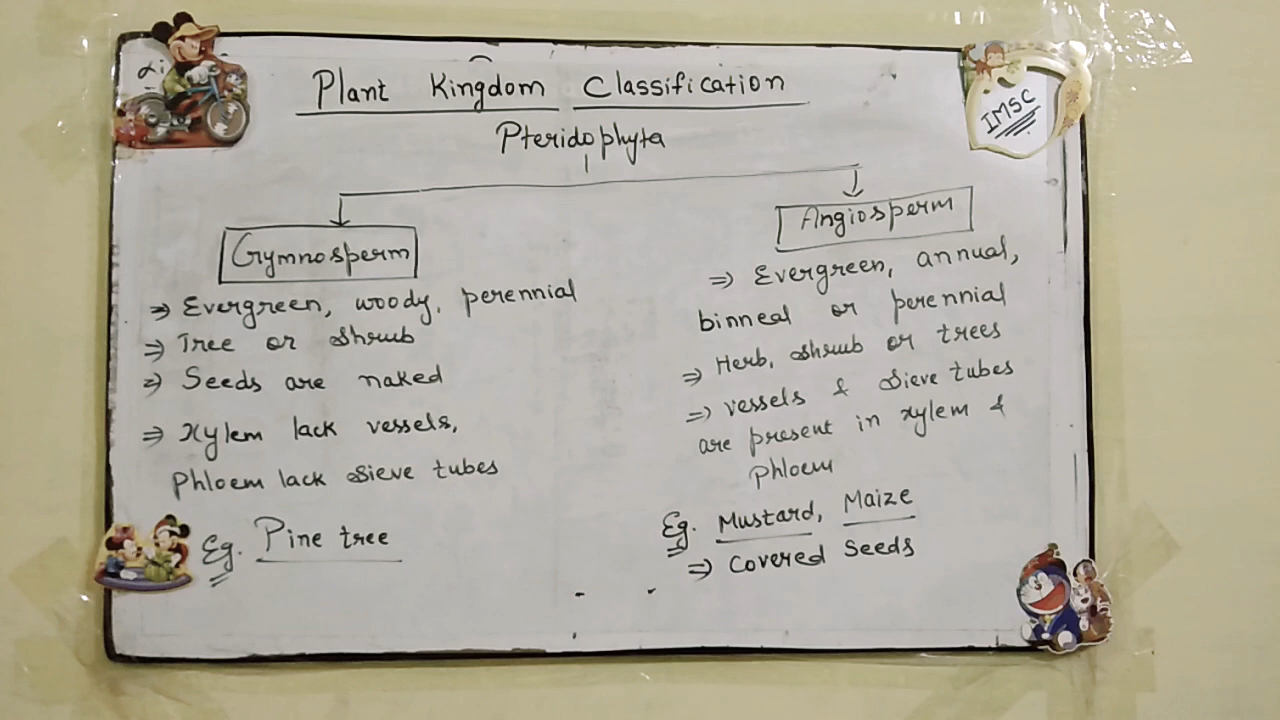 Plant Kingdom Classification
IMSC
Pteridophyta
Gymnosperm
⇒ Evergreen, woody, perennial
⇒ Tree or shrub
⇒ Seeds are naked
⇒ Xylem lack vessels,
Phloem lack sieve tubes
Eg. Pine tree
Angiosperm
⇒ Evergreen, annual,
binneal or perennial
⇒ Herb, shrub or trees
⇒ vessels & sieve tubes
are present in xylem &
phloem
Eg. Mustard, Maize
⇒ Covered Seeds